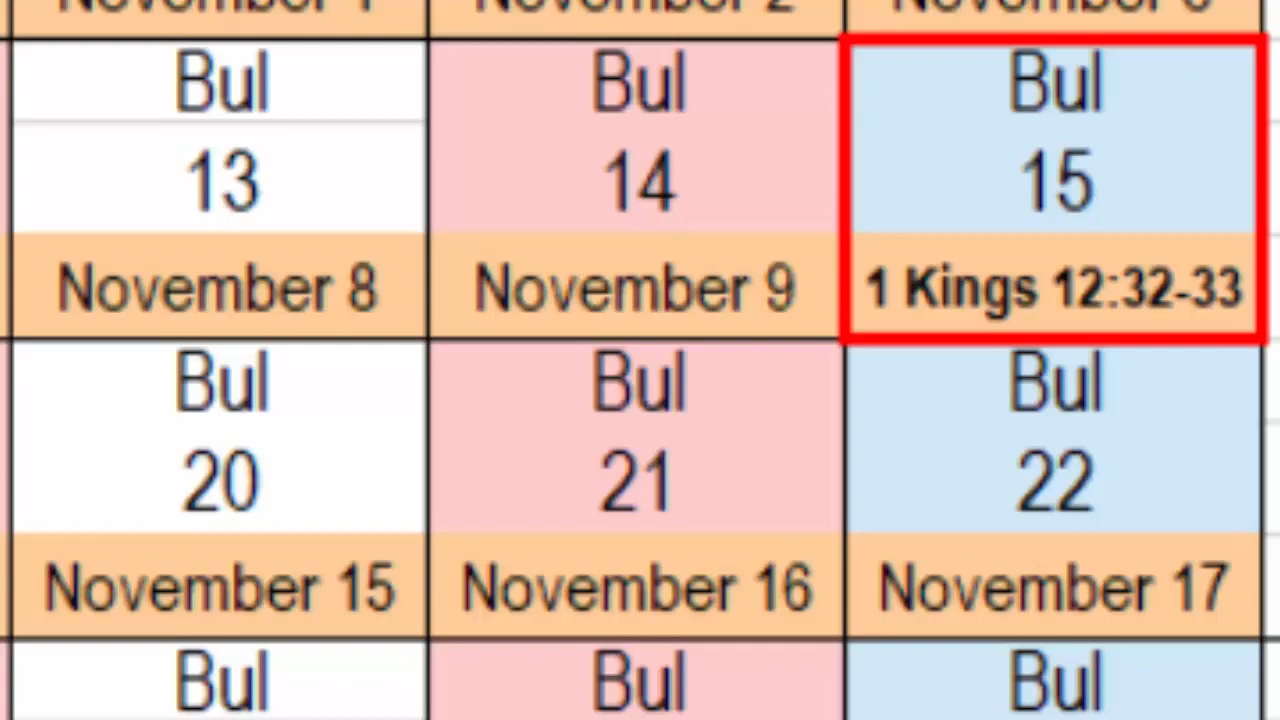 November 1 November 2 November 3
Bul Bul Bul
13 14 15
November 8 November 9 1 Kings 12:32-33
Bul Bul Bul
20 21 22
November 15 November 16 November 17
Bul Bul Bul